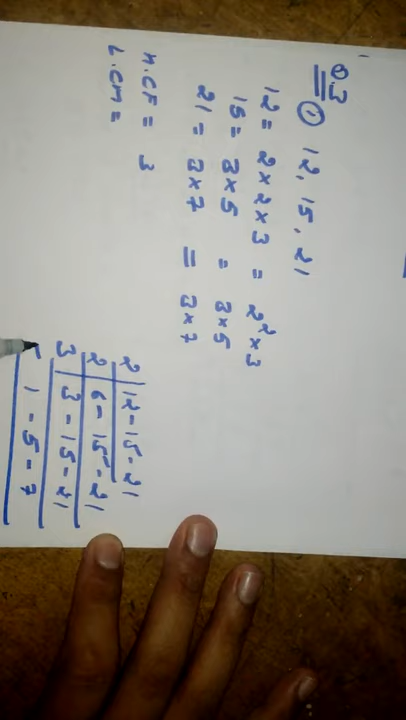 Q.3
① 12, 15, 21
12 = 2×2×3 = 2²×3
15 = 3×5 = 3×5
21 = 3×7 = 3×7
H.CF = 3
L.CM =
2 | 12-15-21
2 | 6-15-21
3 | 3-15-21
1-5-7